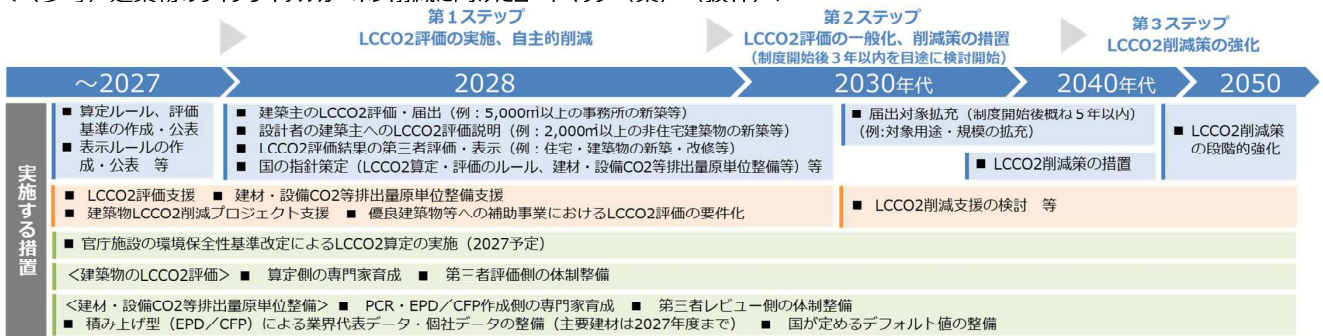 第１ステップ
LCCO2評価の実施、自主的削減
第２ステップ
LCCO2評価の一般化、削減策の措置
（制度開始後３年以内を目途に検討開始）
第３ステップ
LCCO2削減策の強化
～2027
2028
2030年代
2040年代
2050
実施する措置
■ 算定ルール、評価
基準の作成・公表
■ 表示ルールの作
成・公表 等
■ 建築主のLCCO2評価・届出（例：5,000㎡以上の事務所の新築等）
■ 設計者の建築主へのLCCO2評価説明（例：2,000㎡以上の非住宅建築物の新築等）
■ LCCO2評価結果の第三者評価・表示（例：住宅・建築物の新築・改修等）
■ 国の指針策定（LCCO2算定・評価のルール、建材・設備CO2等排出量原単位整備等）等
■ 届出対象拡充（制度開始後概ね５年以内）
（例:対象用途・規模の拡充）
■ LCCO2削減策の措置
■ LCCO2削減策
の段階的強化
■ LCCO2評価支援 ■ 建材・設備CO2等排出量原単位整備支援
■ 建築物LCCO2削減プロジェクト支援 ■ 優良建築物等への補助事業におけるLCCO2評価の要件化
■ LCCO2削減支援の検討 等
■ 官庁施設の環境保全性基準改定によるLCCO2算定の実施（2027予定）
＜建築物のLCCO2評価＞ ■ 算定側の専門家育成 ■ 第三者評価側の体制整備
＜建材・設備CO2等排出量原単位整備＞ ■ PCR・EPD／CFP作成側の専門家育成 ■ 第三者レビュー側の体制整備
■ 積み上げ型（EPD／CFP）による業界代表データ・個社データの整備（主要建材は2027年度まで） ■ 国が定めるデフォルト値の整備